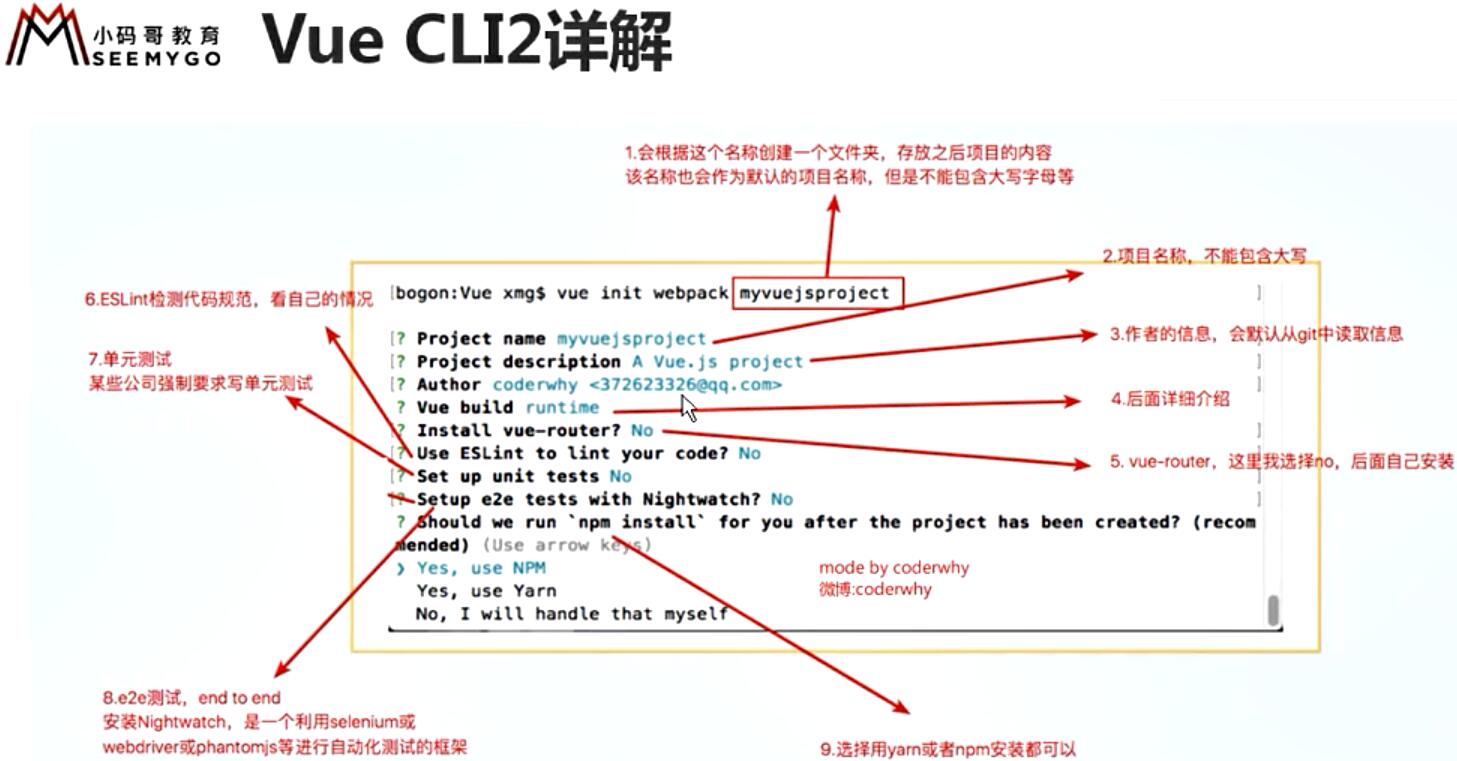 小码哥教育
SEEMYGO
Vue CLI2详解
1.会根据这个名称创建一个文件夹，存放之后项目的内容
该名称也会作为默认的项目名称，但是不能包含大写字母等
2.项目名称，不能包含大写
6.ESLint检测代码规范，看自己的情况
[bogon:Vue xmg$ vue init webpack myvuejsproject ]
3.作者的信息，会默认从git中读取信息
[? Project name myvuejsproject ]
7.单元测试
某些公司强制要求写单元测试
[? Project description A Vue.js project ]
[? Author coderwhy <372623326@qq.com> ]
4.后面详细介绍
? Vue build runtime
[? Install vue-router? No ]
5. vue-router，这里我选择no，后面自己安装
[? Use ESLint to lint your code? No ]
[? Set up unit tests No ]
[? Setup e2e tests with Nightwatch? No ]
? Should we run `npm install` for you after the project has been created? (recom
mended) (Use arrow keys)
❯ Yes, use NPM
Yes, use Yarn
No, I will handle that myself
mode by coderwhy
微博:coderwhy
8.e2e测试，end to end
安装Nightwatch，是一个利用selenium或
webdriver或phantomjs等进行自动化测试的框架
9.选择用yarn或者npm安装都可以